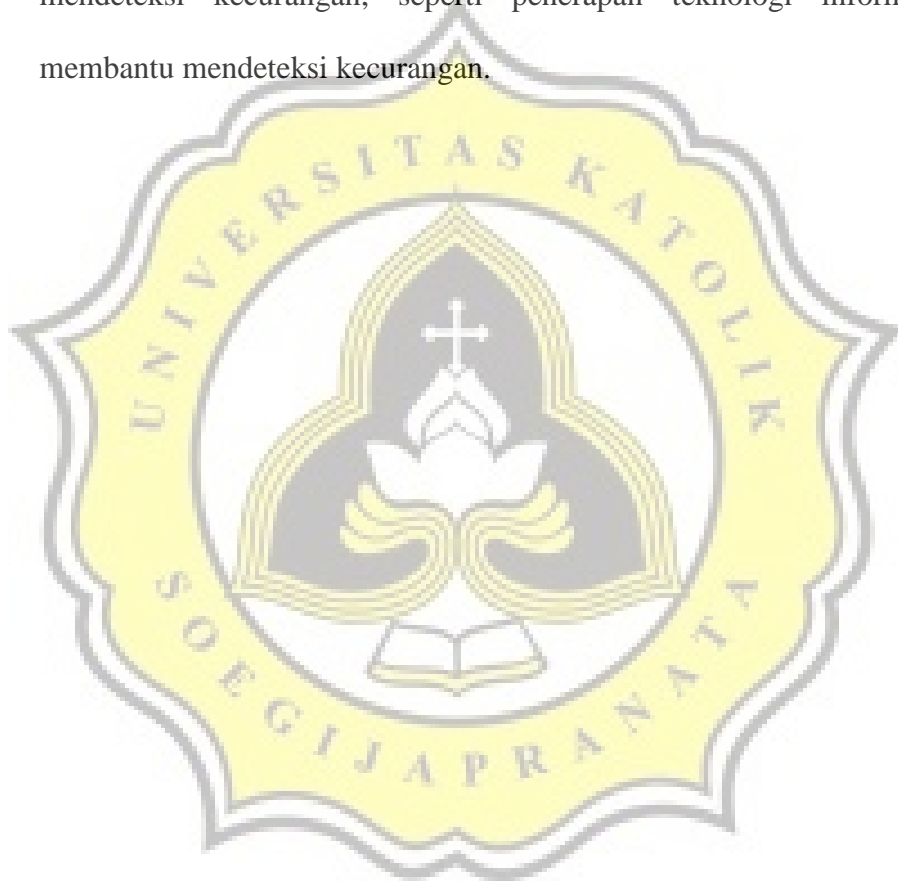 mendeteksi kecurangan, seperti penerapan teknologi
membantu mendeteksi kecurangan.
UNIVERSITAS KATOLIK
SOEGIJAPRANATA